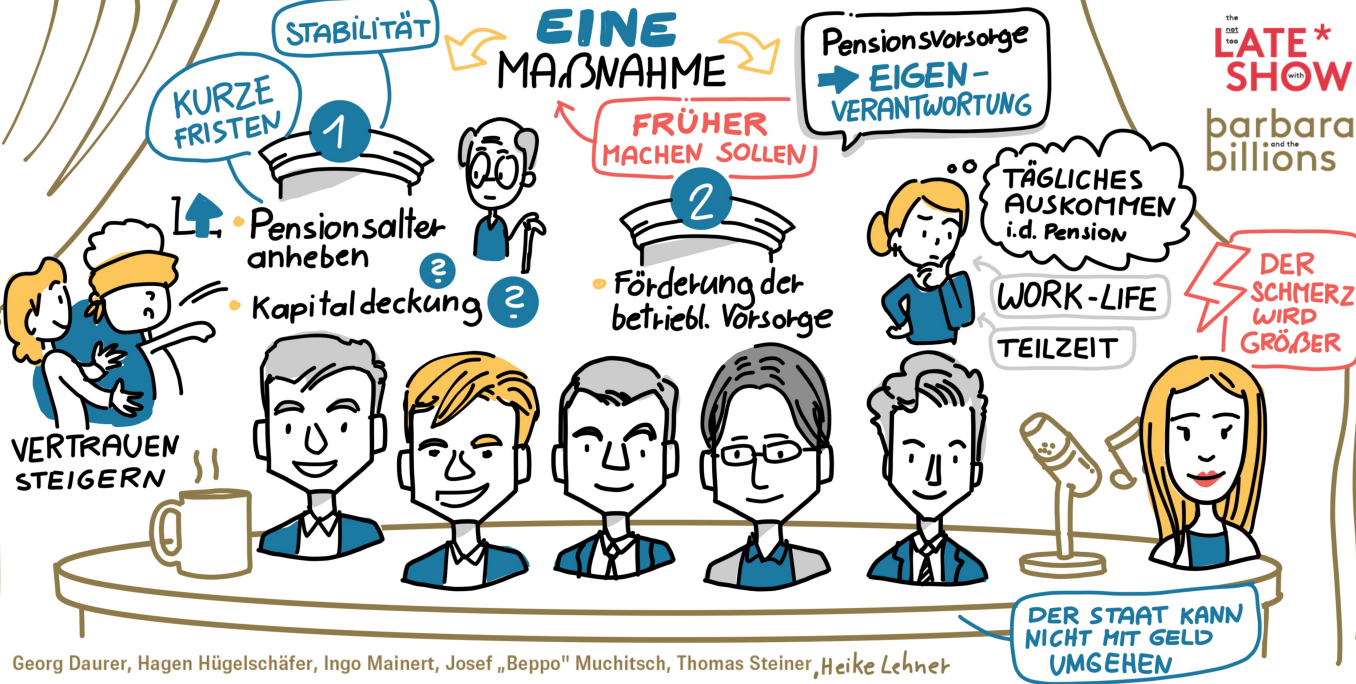 STABILITÄT
EINE
MAẞNAHME
PensionsVorsorge
EIGEN-
VERANTWORTUNG
the
not
too
LATE*
SHOW
with
barbara
and the
billions
KURZE
FRISTEN
1
FRÜHER
MACHEN SOLLEN
2
TÄGLICHES
AUSKOMMEN
i.d. Pension
• Pensionsalter
anheben
?
• Kapitaldeckung
?
• Förderung der
betriebl. Vorsorge
WORK-LIFE
TEILZEIT
DER
SCHMERZ
WIRD
GRÖẞER
VERTRAUEN
STEIGERN
DER STAAT KANN
NICHT MIT GELD
UMGEHEN
Georg Daurer, Hagen Hügelschäfer, Ingo Mainert, Josef „Beppo" Muchitsch, Thomas Steiner, Heike Lehner